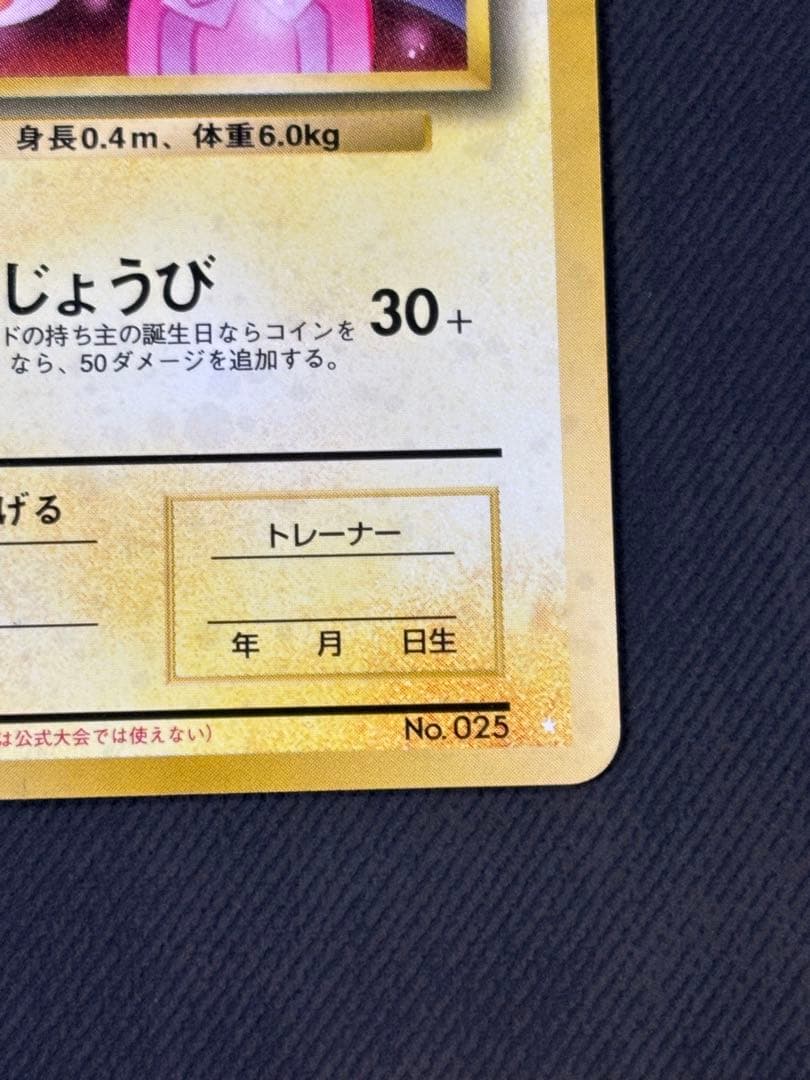 身長0.4m、体重6.0kg
じょうび
30+
ドの持ち主の誕生日ならコインを
なら、50ダメージを追加する。
げる
トレーナー
年 月 日生
は公式大会では使えない)
No. 025